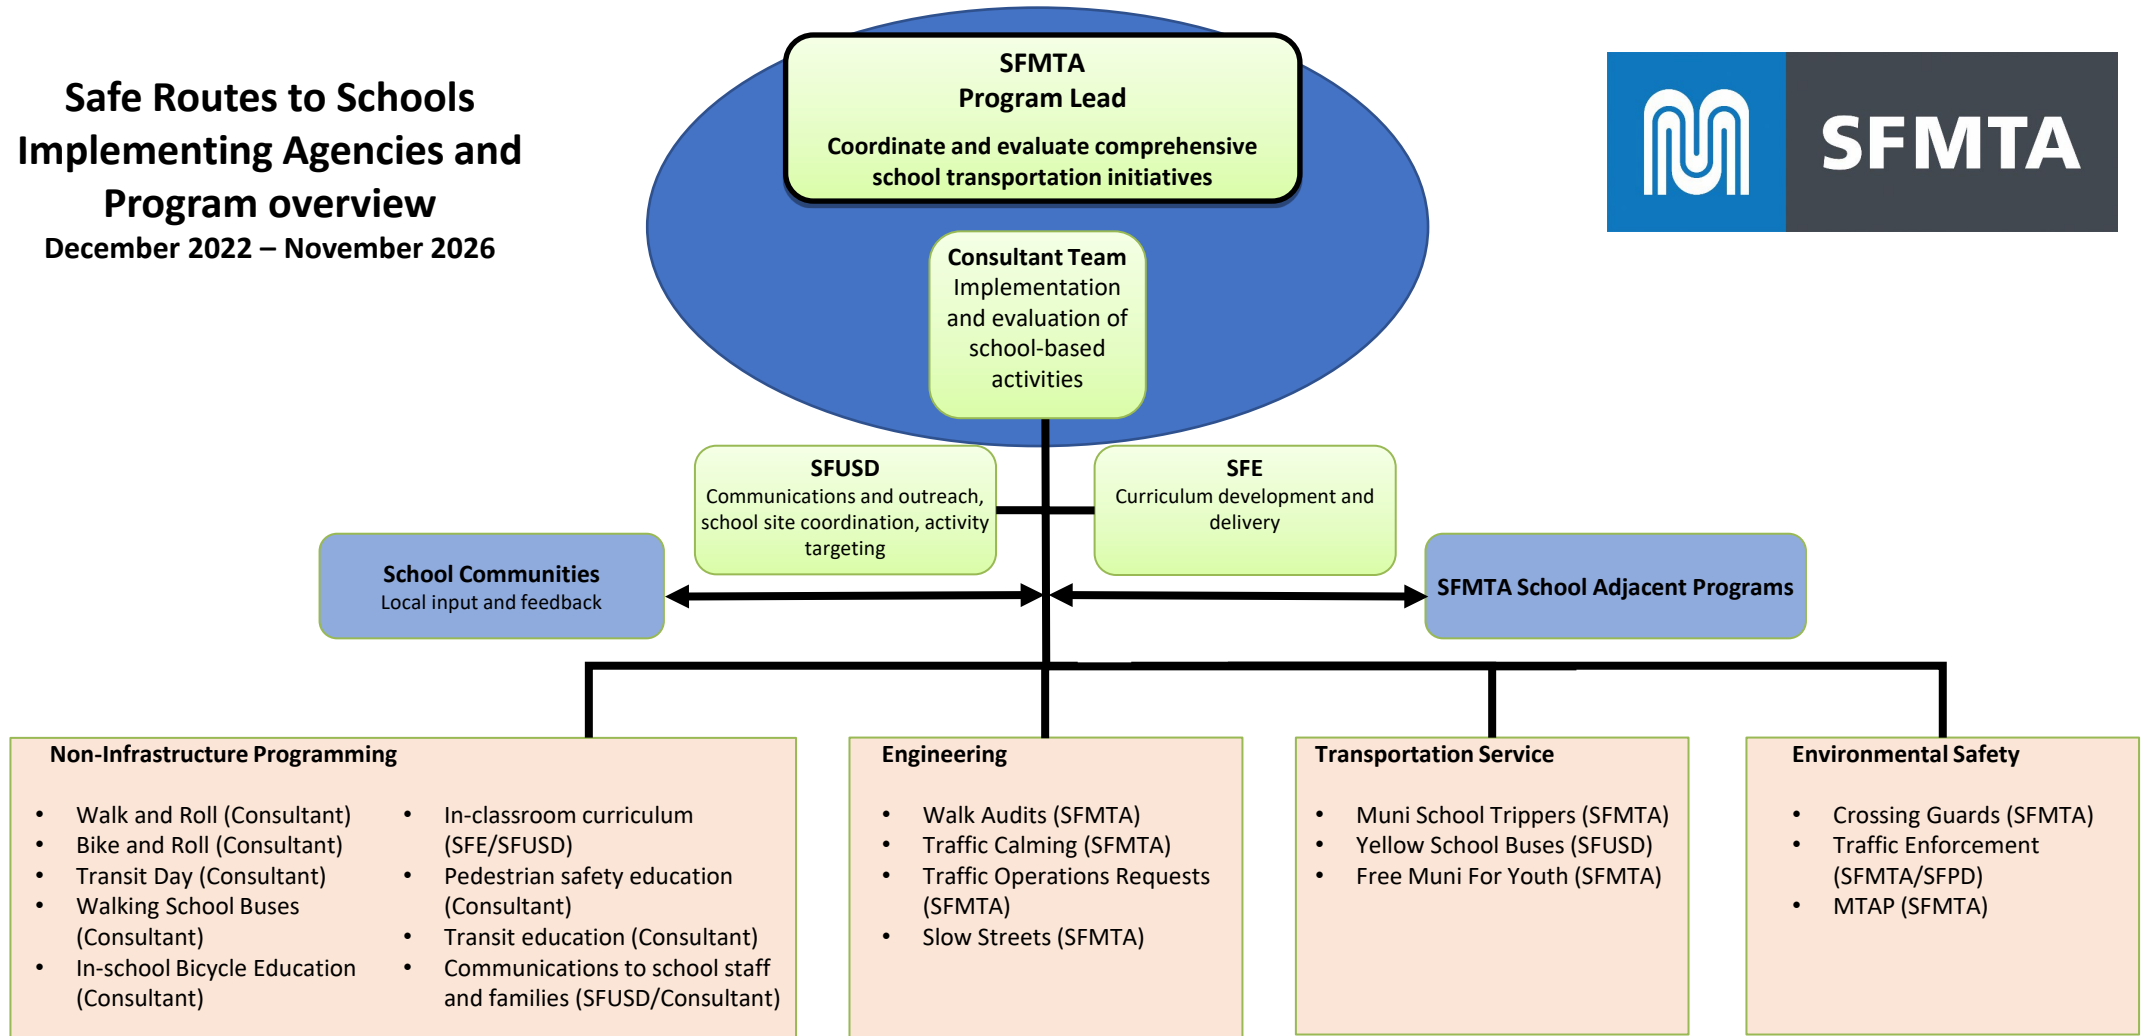 Safe Routes to Schools
Implementing Agencies and
Program overview
December 2022 – November 2026
SFMTA
Program Lead
Coordinate and evaluate comprehensive
school transportation initiatives
SFMTA
Consultant Team
Implementation
and evaluation of
school-based
activities
SFUSD
Communications and outreach,
school site coordination, activity
targeting
SFE
Curriculum development and
delivery
School Communities
Local input and feedback
SFMTA School Adjacent Programs
Non-Infrastructure Programming
• Walk and Roll (Consultant)
• Bike and Roll (Consultant)
• Transit Day (Consultant)
• Walking School Buses
(Consultant)
• In-school Bicycle Education
(Consultant)
• In-classroom curriculum
(SFE/SFUSD)
• Pedestrian safety education
(Consultant)
• Transit education (Consultant)
• Communications to school staff
and families (SFUSD/Consultant)
Engineering
• Walk Audits (SFMTA)
• Traffic Calming (SFMTA)
• Traffic Operations Requests
(SFMTA)
• Slow Streets (SFMTA)
Transportation Service
• Muni School Trippers (SFMTA)
• Yellow School Buses (SFUSD)
• Free Muni For Youth (SFMTA)
Environmental Safety
• Crossing Guards (SFMTA)
• Traffic Enforcement
(SFMTA/SFPD)
• MTAP (SFMTA)